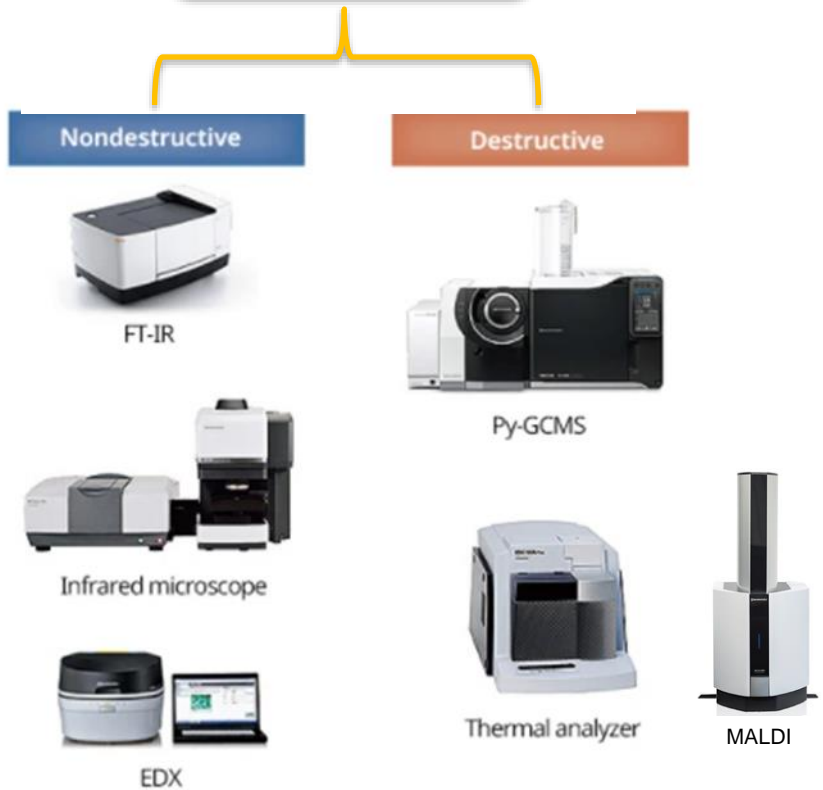 Nondestructive
Destructive
FT-IR
Py-GCMS
Infrared microscope
Thermal analyzer
MALDI
EDX